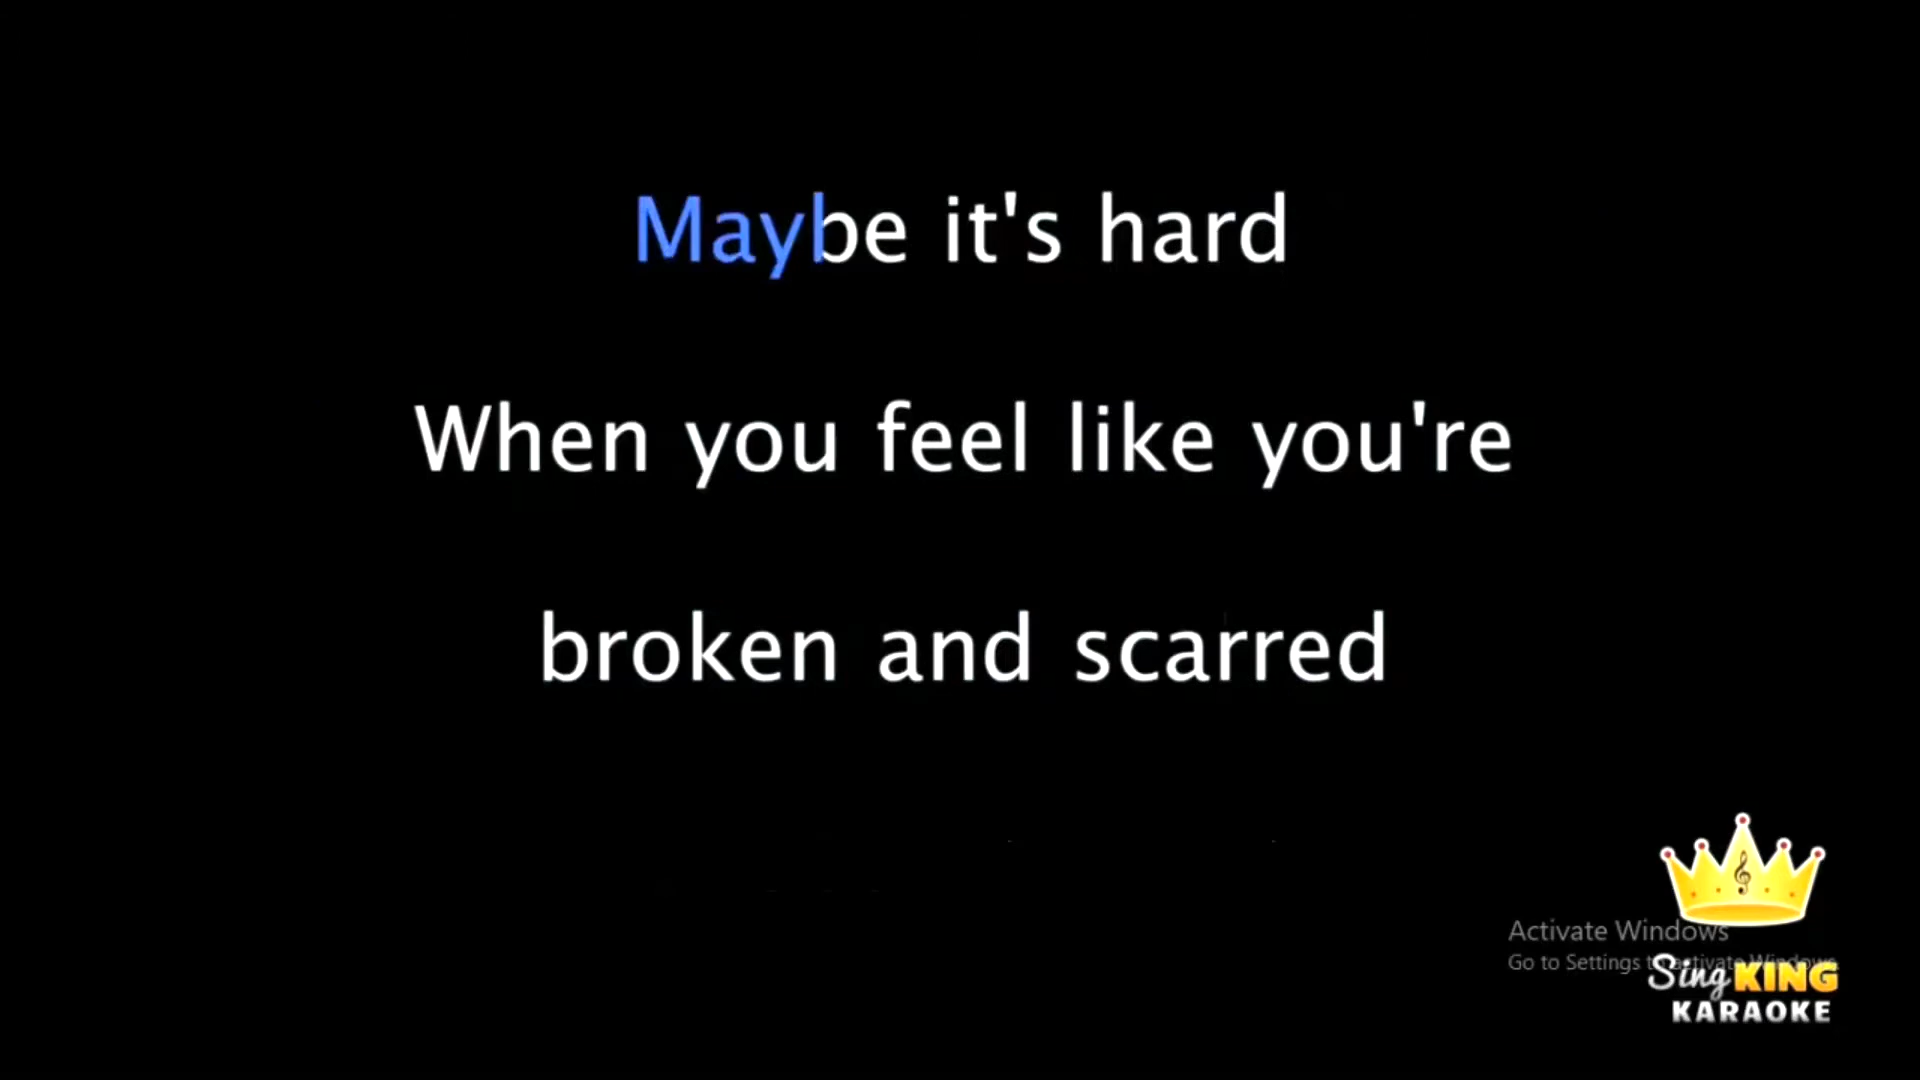 Maybe it's hard
When you feel like you're
broken and scarred
Activate Windows
Go to Settings to activate Windows.
Sing KING
KARAOKE